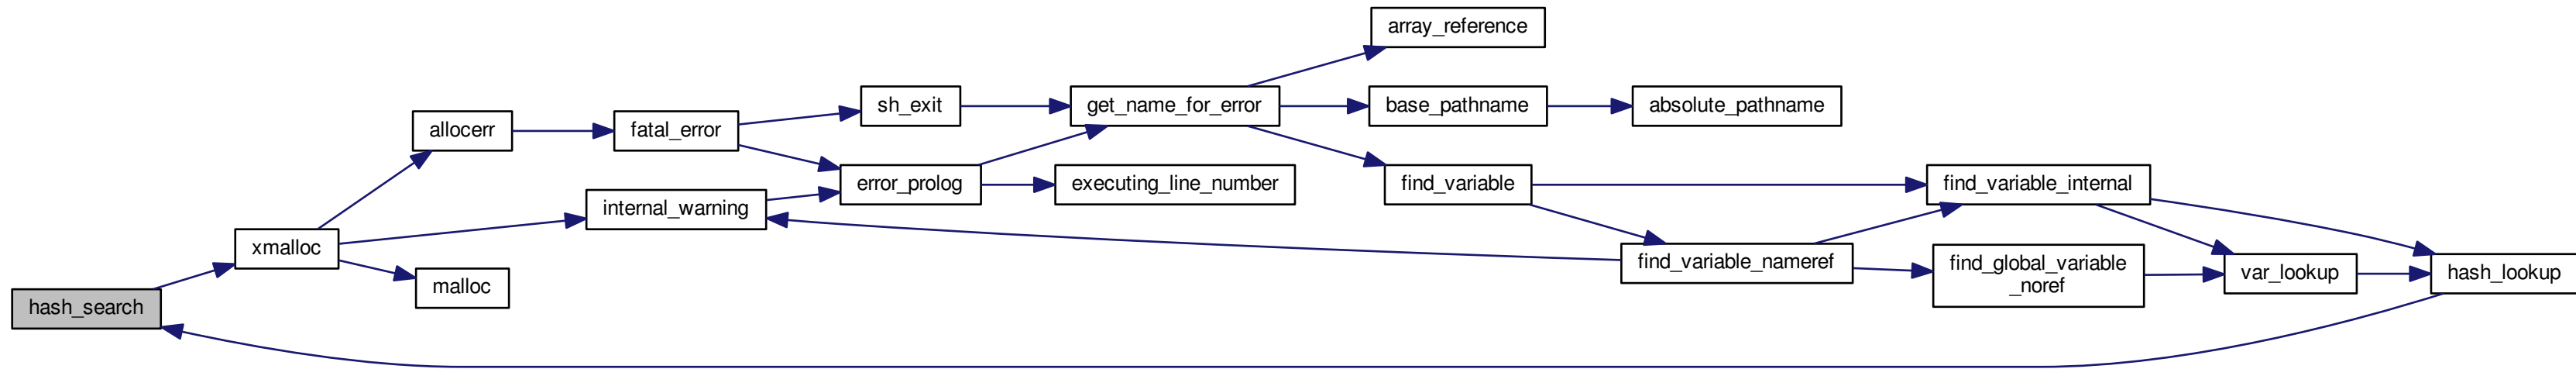 array_reference
sh_exit
get_name_for_error
base_pathname
absolute_pathname
allocerr
fatal_error
error_prolog
executing_line_number
find_variable
find_variable_internal
internal_warning
xmalloc
malloc
find_variable_nameref
find_global_variable
_noref
var_lookup
hash_lookup
hash_search